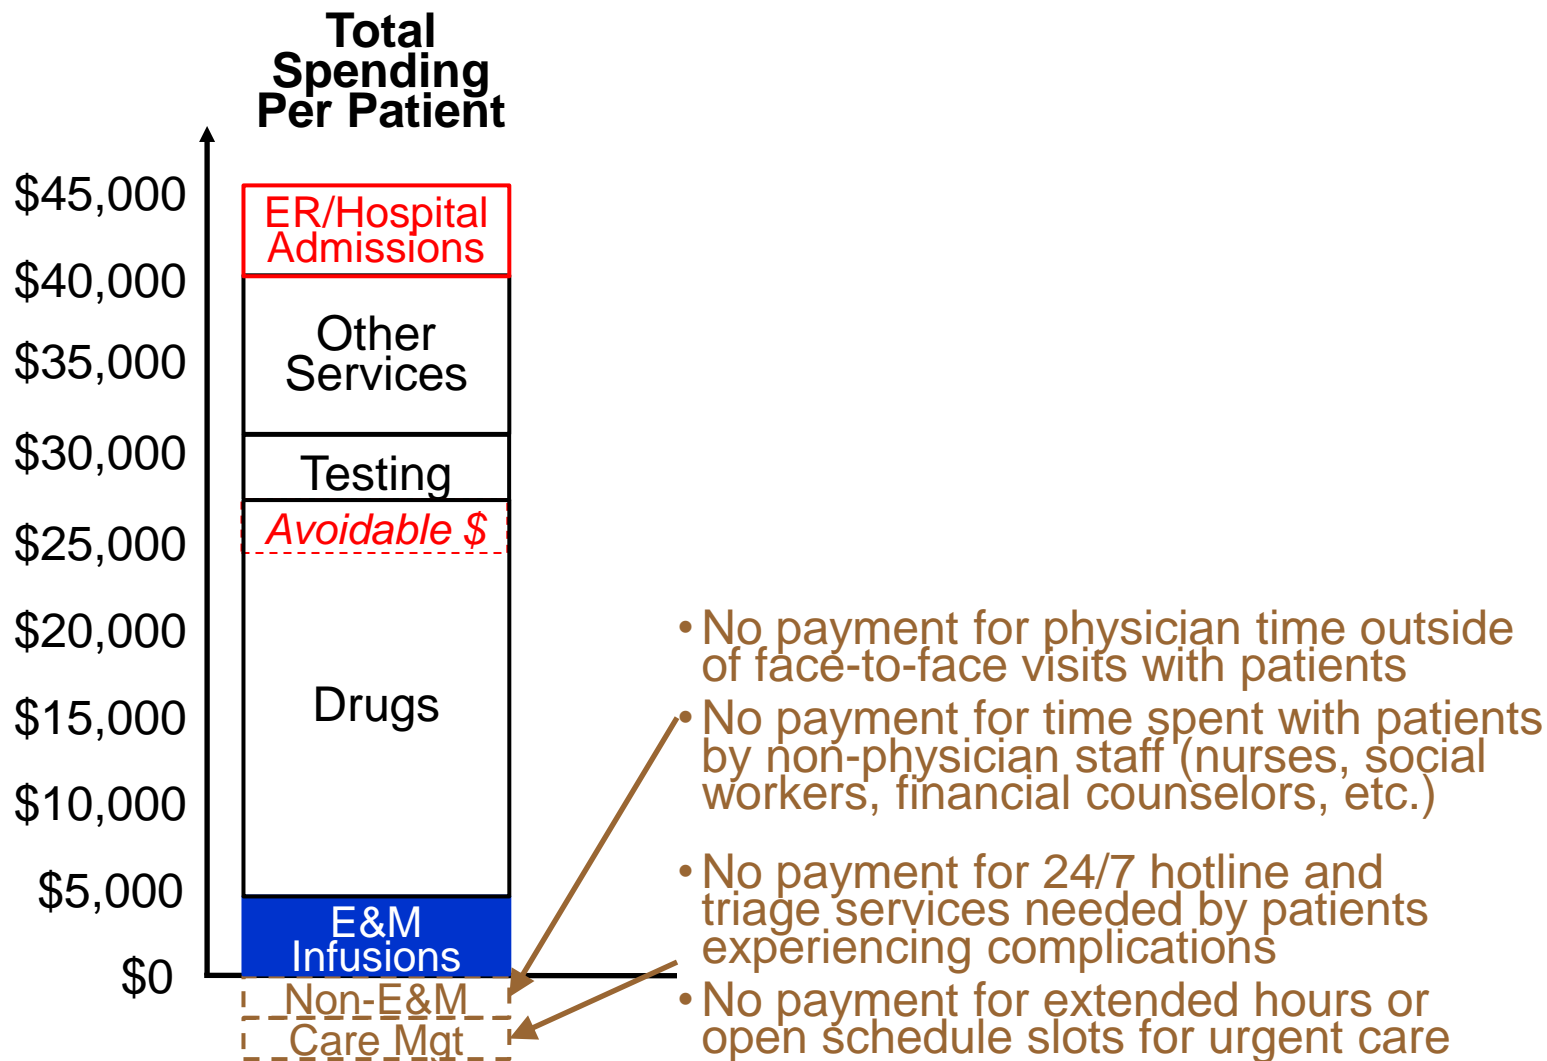 Total
Spending
Per Patient
$45,000
$40,000
$35,000
$30,000
$25,000
$20,000
$15,000
$10,000
$5,000
$0
ER/Hospital
Admissions
Other
Services
Testing
Avoidable $
Drugs
E&M
Infusions
Non-E&M
Care Mgt
• No payment for physician time outside
of face-to-face visits with patients
• No payment for time spent with patients
by non-physician staff (nurses, social
workers, financial counselors, etc.)
• No payment for 24/7 hotline and
triage services needed by patients
experiencing complications
• No payment for extended hours or
open schedule slots for urgent care